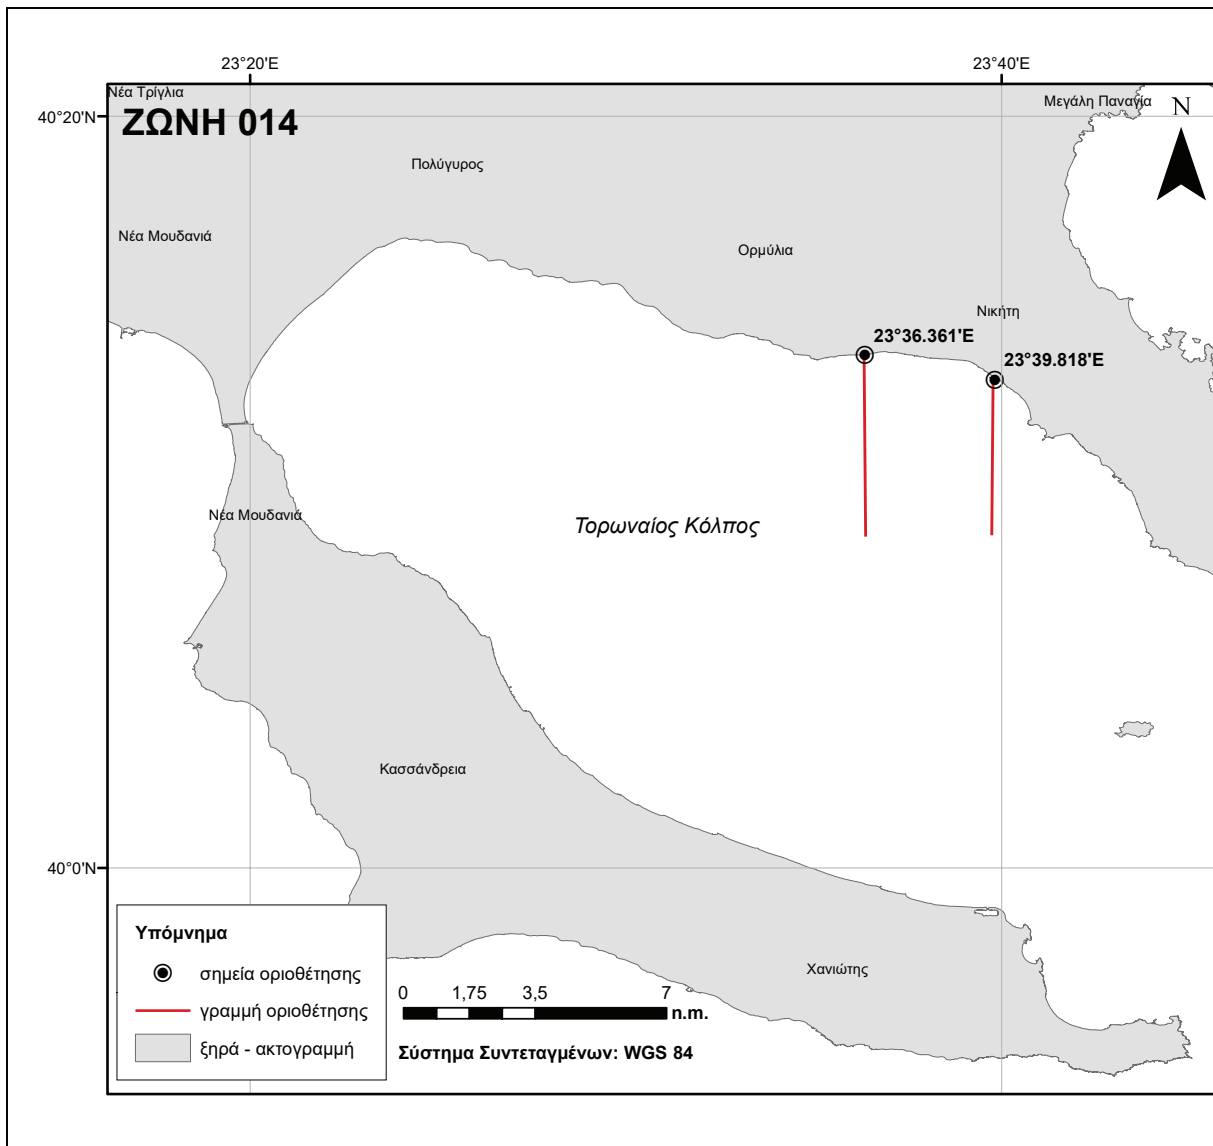 23°20'E
23°40'E
Νέα Τρίγλια
Μεγάλη Παναγία
N
40°20'N
ΖΩΝΗ 014
Πολύγυρος
Νέα Μουδανιά
Ορμύλια
Νικήτη
23°36.361'E
23°39.818'E
Νέα Μουδανιά
Τορωναίος Κόλπος
Κασσάνδρεια
40°0'N
Υπόμνημα
σημεία οριοθέτησης
γραμμή οριοθέτησης
ξηρά - ακτογραμμή
Χανιώτης
0 1,75 3,5 7
n.m.
Σύστημα Συντεταγμένων: WGS 84